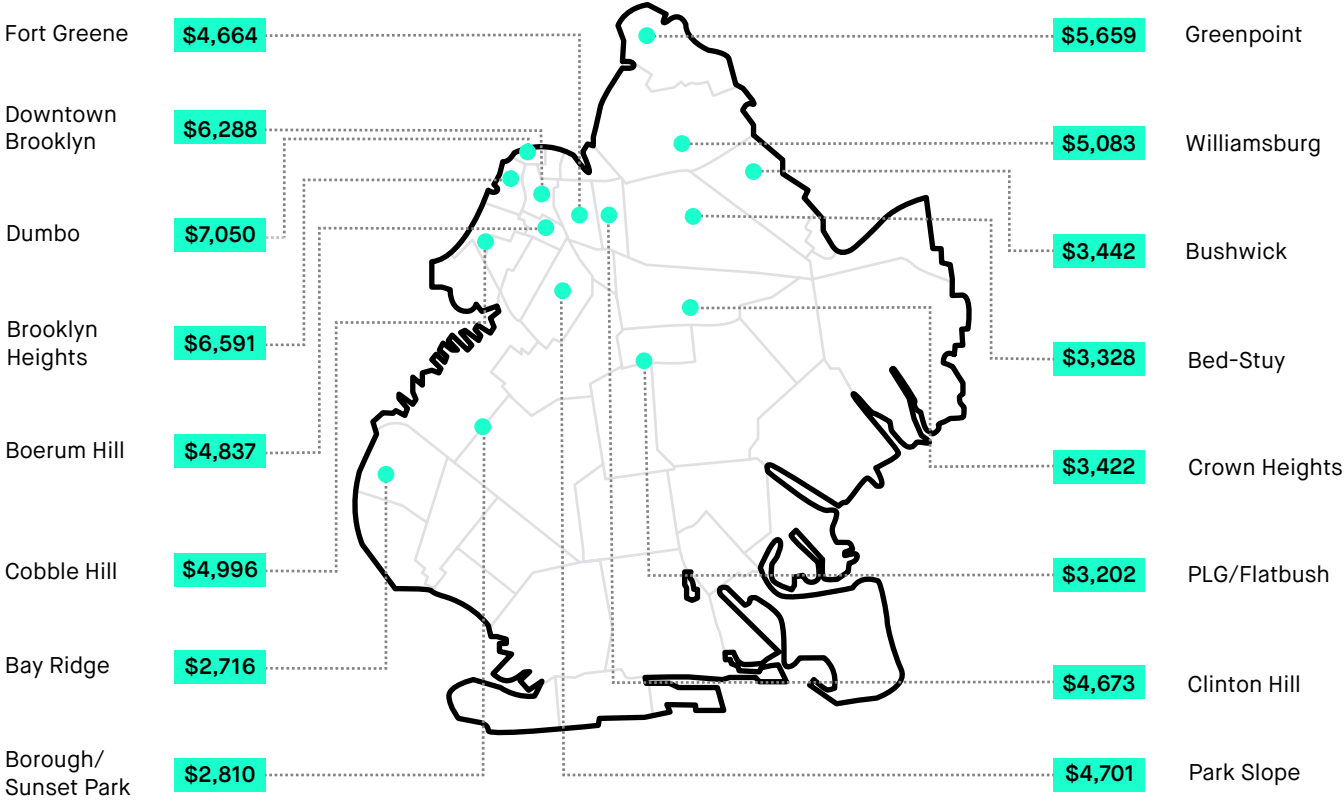 Fort Greene $4,664
Downtown
Brooklyn $6,288
Dumbo $7,050
Brooklyn
Heights $6,591
Boerum Hill $4,837
Cobble Hill $4,996
Bay Ridge $2,716
Borough/
Sunset Park $2,810
$5,659 Greenpoint
$5,083 Williamsburg
$3,442 Bushwick
$3,328 Bed-Stuy
$3,422 Crown Heights
$3,202 PLG/Flatbush
$4,673 Clinton Hill
$4,701 Park Slope